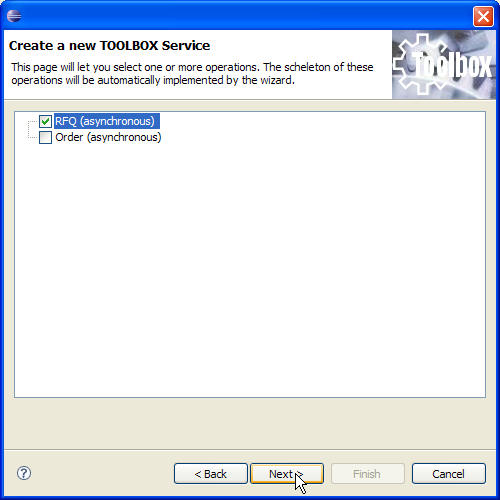 Create a new TOOLBOX Service
This page will let you select one or more operations. The scheleton of these
operations will be automatically implemented by the wizard.
Toolbox
RFQ (asynchronous)
Order (asynchronous)
?
< Back
Next >
Finish
Cancel